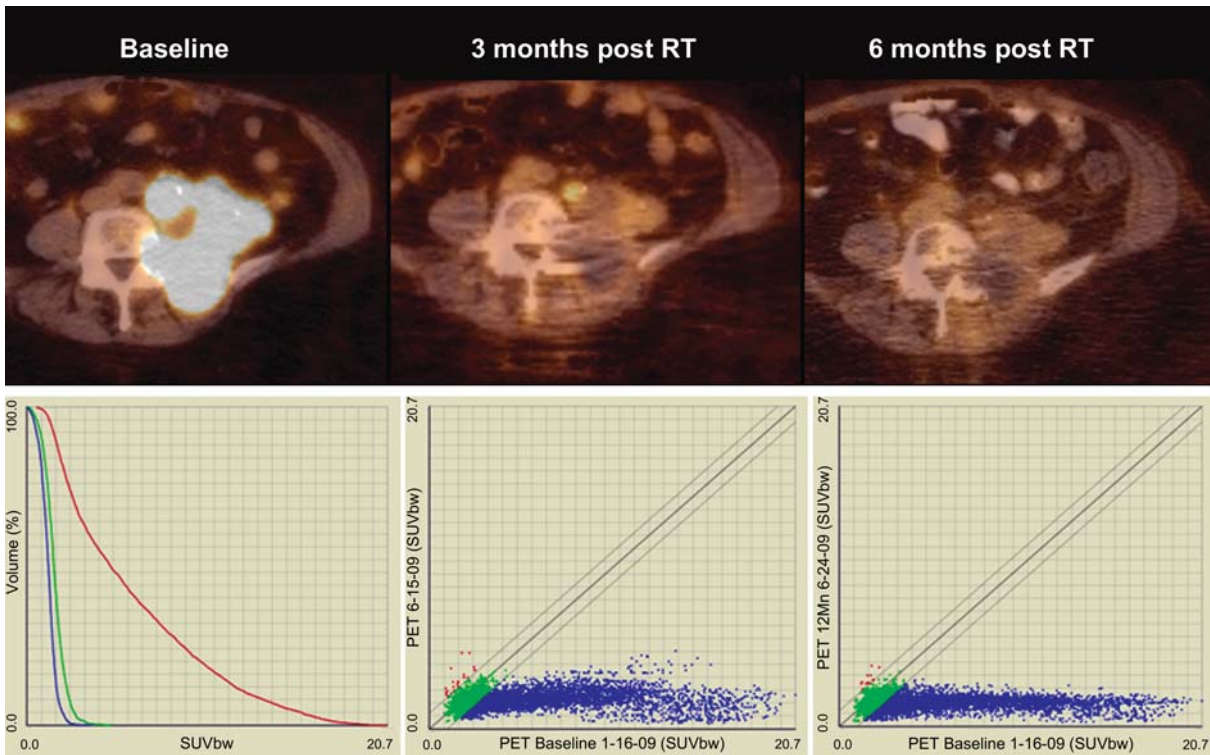 Baseline
3 months post RT
6 months post RT
100.0
Volume (%)
0.0
0.0
SUVbw
20.7
20.7
PET 6-15-09 (SUVbw)
0.0
0.0
PET Baseline 1-16-09 (SUVbw)
20.7
20.7
PET 12Mn 6-24-09 (SUVbw)
0.0
0.0
PET Baseline 1-16-09 (SUVbw)
20.7